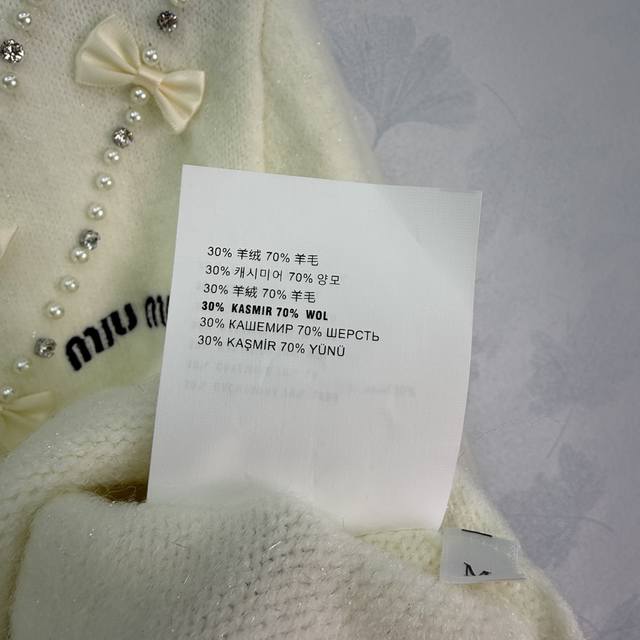 30% 羊绒 70% 羊毛
30% 캐시미어 70% 양모
30% 羊絨 70% 羊毛
30% KASMIR 70% WOL
30% КАШЕМИР 70% ШЕРСТЬ
30% KAŞMİR 70% YÜNÜ
MIU
M